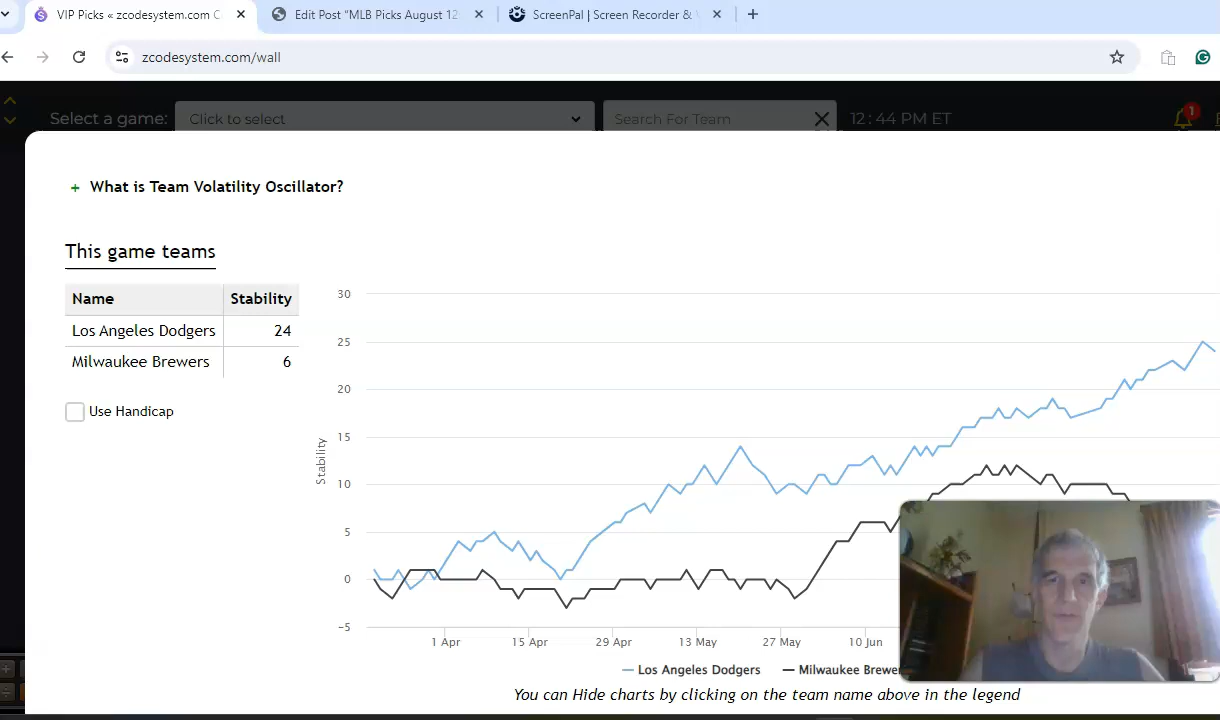 VIP Picks « zcodesystem.com C
Edit Post "MLB Picks August 12
ScreenPal | Screen Recorder &
zcodesystem.com/wall
Select a game:
Click to select
Search For Team
12:44 PM ET
1
+ What is Team Volatility Oscillator?
This game teams
Name Stability
Los Angeles Dodgers 24
Milwaukee Brewers 6
Use Handicap
Stability
30
25
20
15
10
5
0
-5
1 Apr 15 Apr 29 Apr 13 May 27 May 10 Jun
Los Angeles Dodgers Milwaukee Brewe
You can Hide charts by clicking on the team name above in the legend